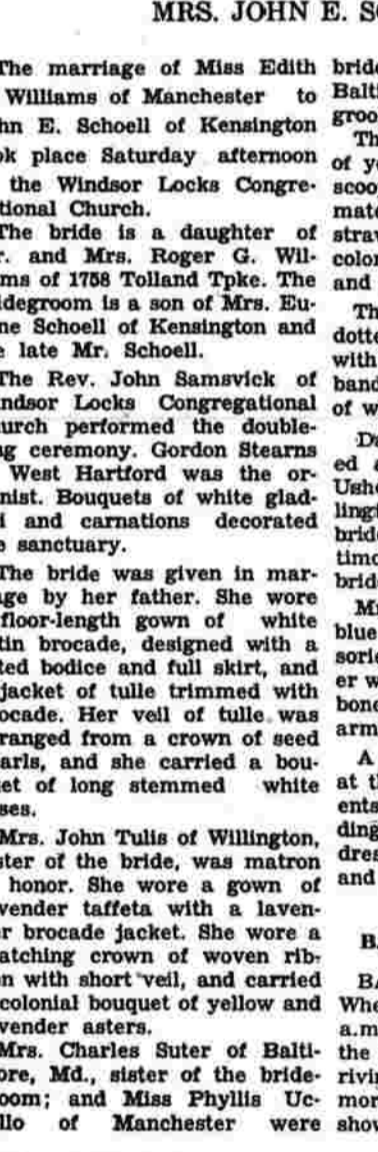 MRS. JOHN E. S
The marriage of Miss Edith
Williams of Manchester to
hn E. Schoell of Kensington
ok place Saturday afternoon
the Windsor Locks Congre-
tional Church.
The bride is a daughter of
r. and Mrs. Roger G. Wil-
ms of 1758 Tolland Tpke. The
idegroom is a son of Mrs. Eu-
ne Schoell of Kensington and
e late Mr. Schoell.
The Rev. John Samsvick of
indsor Locks Congregational
urch performed the double-
ng ceremony. Gordon Stearns
West Hartford was the or-
nist. Bouquets of white glad-
i and carnations decorated
e sanctuary.
The bride was given in mar-
ge by her father. She wore
floor-length gown of white
tin brocade, designed with a
ted bodice and full skirt, and
jacket of tulle trimmed with
ocade. Her veil of tulle was
ranged from a crown of seed
arls, and she carried a bou-
et of long stemmed white
ses.
Mrs. John Tulis of Willington,
ster of the bride, was matron
honor. She wore a gown of
vender taffeta with a laven-
r brocade jacket. She wore a
atching crown of woven rib-
n with short veil, and carried
colonial bouquet of yellow and
vender asters.
Mrs. Charles Suter of Balti-
ore, Md., sister of the bride-
oom; and Miss Phyllis Uc-
llo of Manchester were
brid
Balti
groo
Th
of y
scoo
mate
stra
color
and
Th
dotte
with
band
of w
Da
ed a
Ushe
lingt
brid
timo
brid
M
blue
sorie
er w
bone
arm
A
at t
ents
ding
dres
and
B
BA
Whe
a.m
the
rivi
mor
show